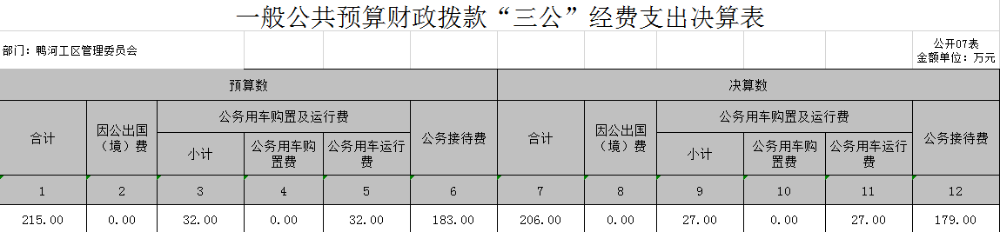 一般公共预算财政拨款“三公”经费支出决算表
公开07表
部门：鸭河工区管理委员会
金额单位：万元
预算数 决算数
合计 因公出国（境）费 公务用车购置及运行费 公务接待费 合计 因公出国（境）费 公务用车购置及运行费 公务接待费
小计 公务用车购置费 公务用车运行费 小计 公务用车购置费 公务用车运行费
1 2 3 4 5 6 7 8 9 10 11 12
215.00 0.00 32.00 0.00 32.00 183.00 206.00 0.00 27.00 0.00 27.00 179.00